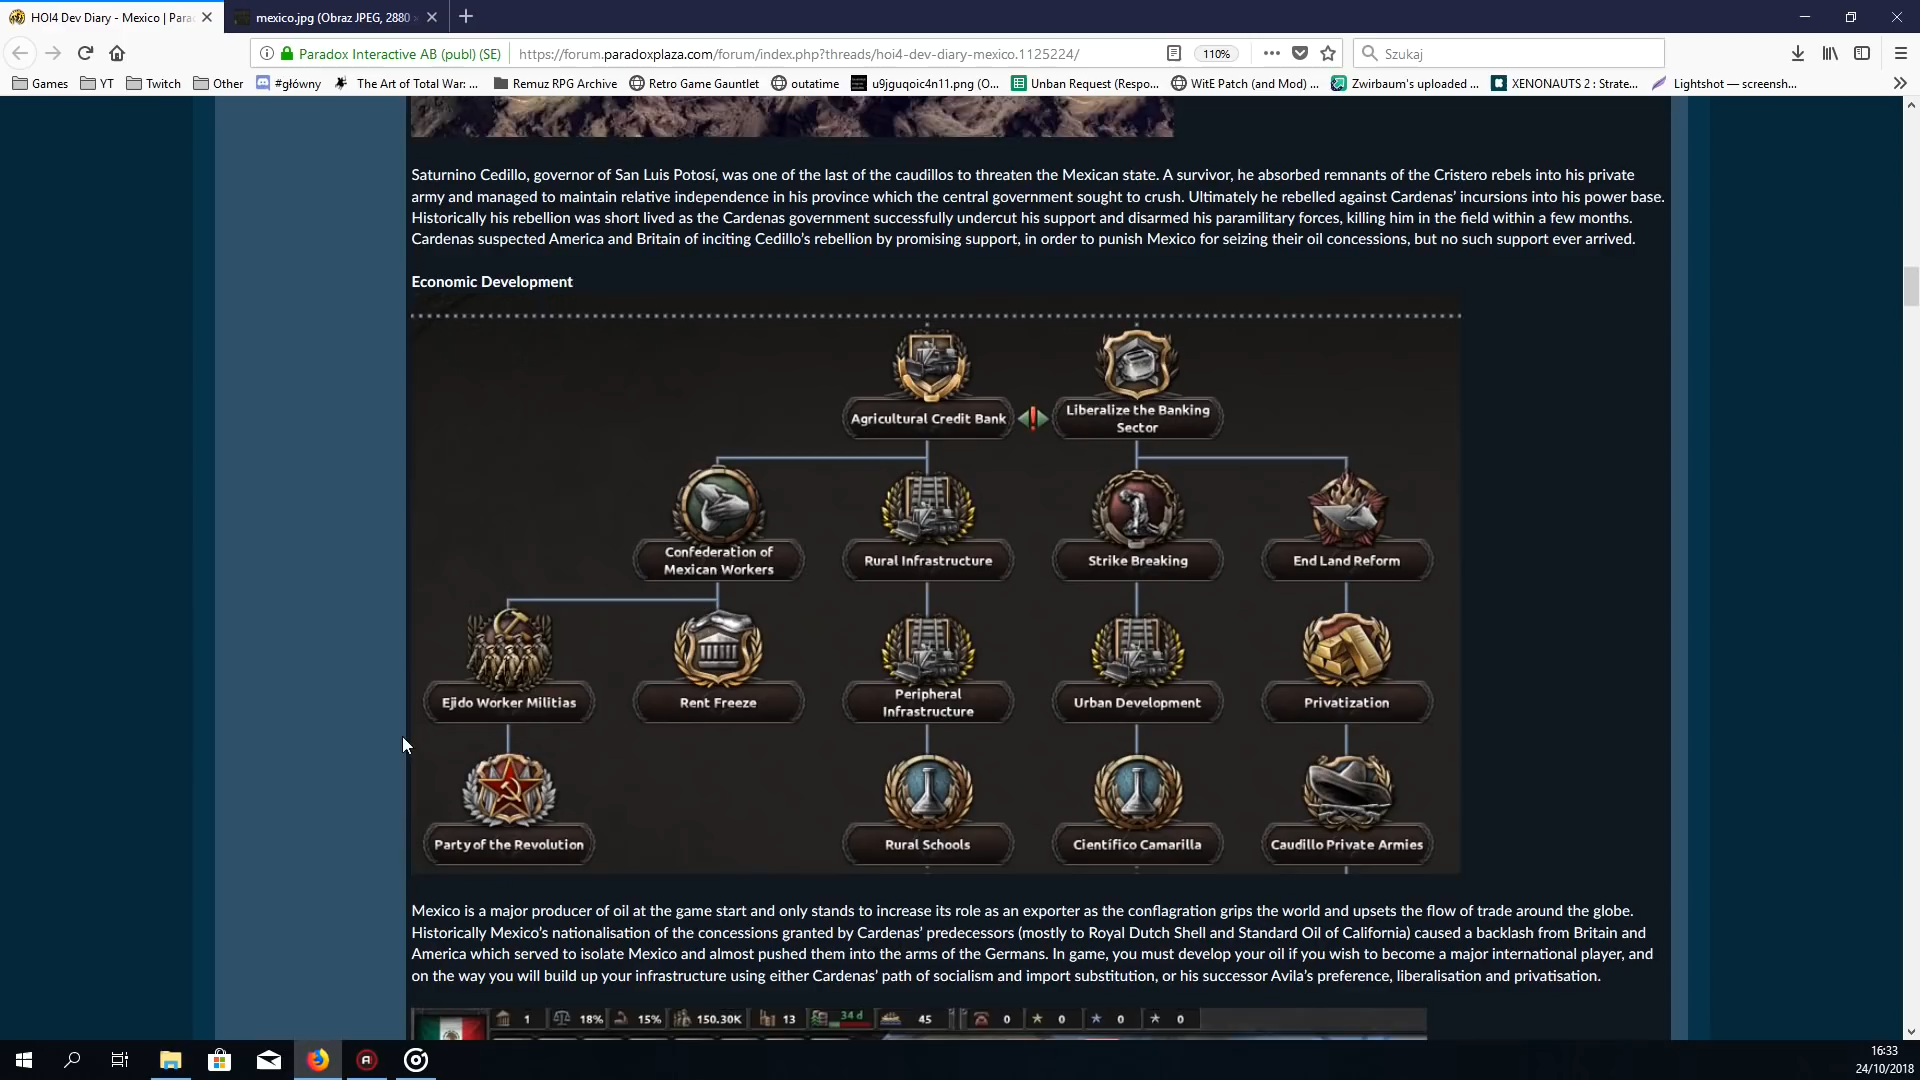 HOI4 Dev Diary - Mexico | Para
mexico.jpg (Obraz JPEG, 2880
Paradox Interactive AB (publ) (SE)
https://forum.paradoxplaza.com/forum/index.php?threads/hoi4-dev-diary-mexico.1125224/
110%
Szukaj
Games
YT
Twitch
Other
#główny
The Art of Total War: ...
Remuz RPG Archive
Retro Game Gauntlet
outatime
u9jguqoic4n11.png (O...
Unban Request (Respo...
WitE Patch (and Mod) ...
Zwirbaum's uploaded ...
XENONAUTS 2 : Strate...
Lightshot — screensh...
Saturnino Cedillo, governor of San Luis Potosí, was one of the last of the caudillos to threaten the Mexican state. A survivor, he absorbed remnants of the Cristero rebels into his private
army and managed to maintain relative independence in his province which the central government sought to crush. Ultimately he rebelled against Cardenas' incursions into his power base.
Historically his rebellion was short lived as the Cardenas government successfully undercut his support and disarmed his paramilitary forces, killing him in the field within a few months.
Cardenas suspected America and Britain of inciting Cedillo's rebellion by promising support, in order to punish Mexico for seizing their oil concessions, but no such support ever arrived.
Economic Development
Agricultural Credit Bank
Liberalize the Banking
Sector
Confederation of
Mexican Workers
Rural Infrastructure
Strike Breaking
End Land Reform
Ejido Worker Militias
Rent Freeze
Peripheral
Infrastructure
Urban Development
Privatization
Party of the Revolution
Rural Schools
Científico Camarilla
Caudillo Private Armies
Mexico is a major producer of oil at the game start and only stands to increase its role as an exporter as the conflagration grips the world and upsets the flow of trade around the globe.
Historically Mexico's nationalisation of the concessions granted by Cardenas' predecessors (mostly to Royal Dutch Shell and Standard Oil of California) caused a backlash from Britain and
America which served to isolate Mexico and almost pushed them into the arms of the Germans. In game, you must develop your oil if you wish to become a major international player, and
on the way you will build up your infrastructure using either Cardenas' path of socialism and import substitution, or his successor Avila's preference, liberalisation and privatisation.
1 18% 15% 150.30K 13 34 d 45 0 0 0 0
16:33
24/10/2018